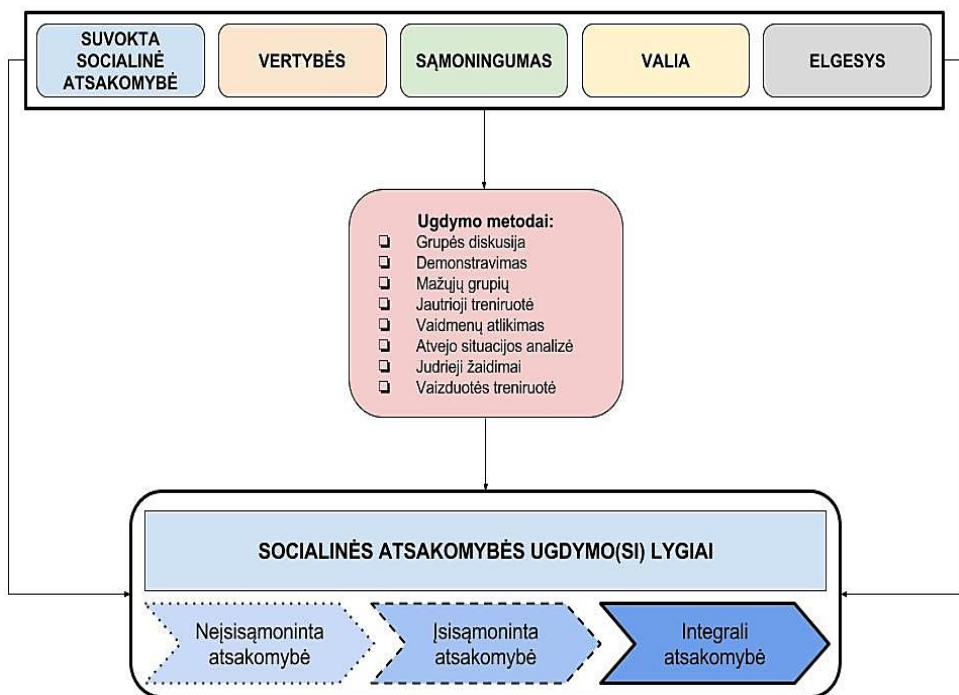 SUVOKTA
SOCIALINĖ
ATSAKOMYBĖ
VERTYBĖS
SĄMONINGUMAS
VALIA
ELGESYS
Ugdymo metodai:
❏ Grupės diskusija
❏ Demonstravimas
❏ Mažųjų grupių
❏ Jautrioji treniruotė
❏ Vaidmenų atlikimas
❏ Atvejo situacijos analizė
❏ Judrieji žaidimai
❏ Vaizduotės treniruotė
SOCIALINĖS ATSAKOMYBĖS UGDYMO(SI) LYGIAI
Neįsisąmoninta
atsakomybė
Įsisąmoninta
atsakomybė
Integrali
atsakomybė